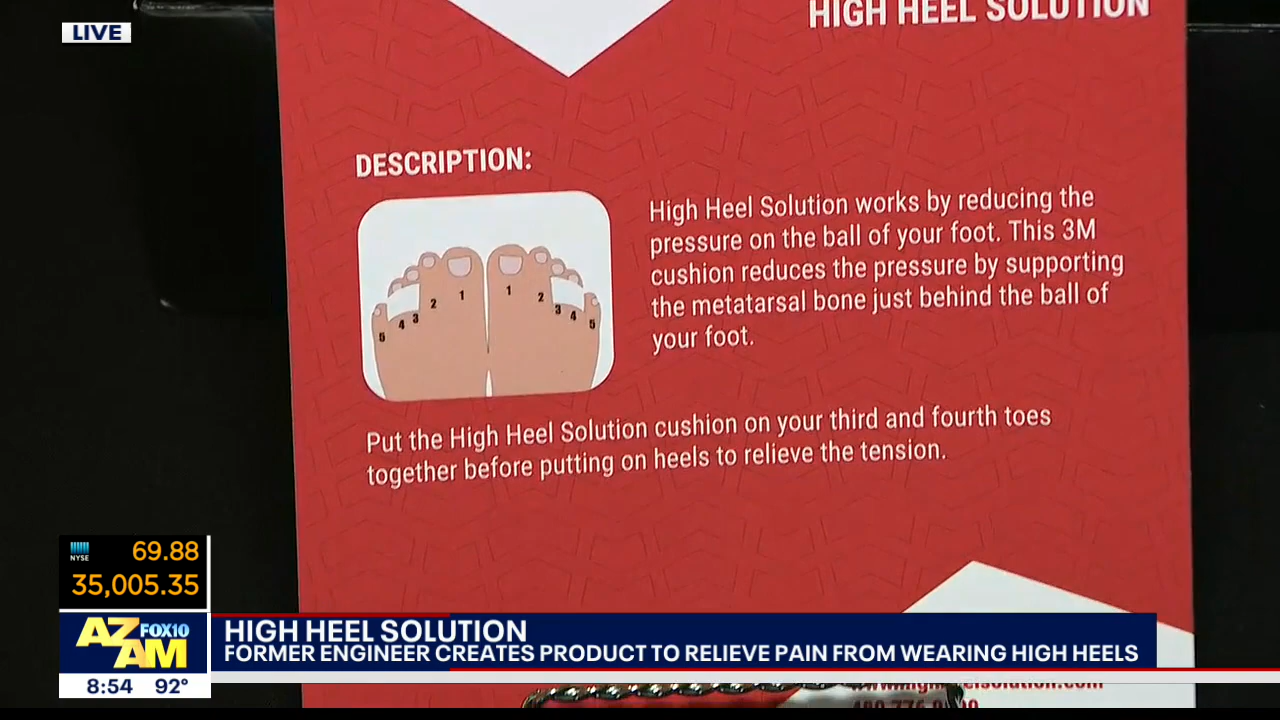 LIVE
HIGH HEEL SOLUTION
DESCRIPTION:
5 4 3 2 1 1 2 3 4 5
High Heel Solution works by reducing the
pressure on the ball of your foot. This 3M
cushion reduces the pressure by supporting
the metatarsal bone just behind the ball of
your foot.
Put the High Heel Solution cushion on your third and fourth toes
together before putting on heels to relieve the tension.
NYSE 69.88
35,005.35
AZAM FOX10
8:54 92°
HIGH HEEL SOLUTION
FORMER ENGINEER CREATES PRODUCT TO RELIEVE PAIN FROM WEARING HIGH HEELS